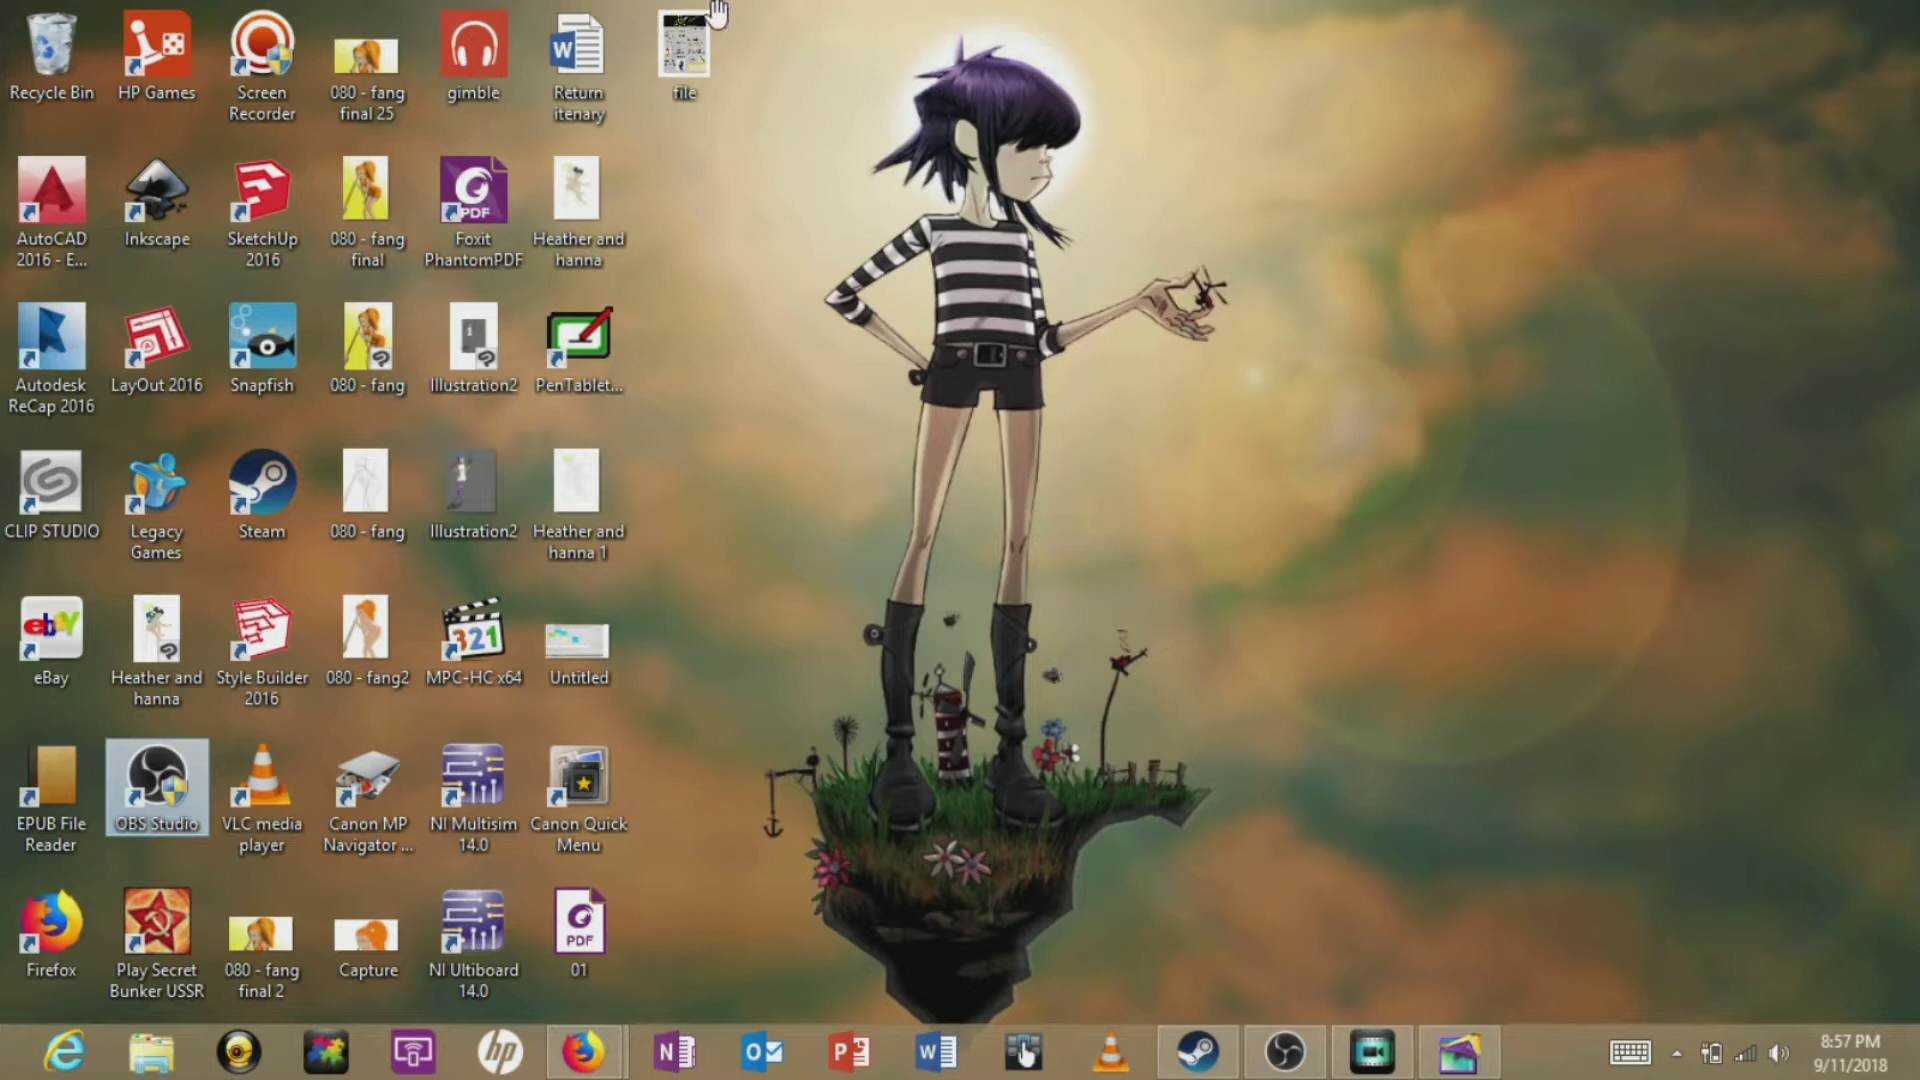 Recycle Bin
HP Games
Screen
Recorder
080 - fang
final 25
gimble
Return
itenary
file
AutoCAD
2016 - E...
Inkscape
SketchUp
2016
080 - fang
final
PDF
Foxit
PhantomPDF
Heather and
hanna
Autodesk
ReCap 2016
LayOut 2016
Snapfish
080 - fang
Illustration2
PenTablet...
CLIP STUDIO
Legacy
Games
Steam
080 - fang
Illustration2
Heather and
hanna 1
ebay
eBay
Heather and
hanna
Style Builder
2016
080 - fang2
321
MPC-HC x64
Untitled
EPUB File
Reader
OBS Studio
VLC media
player
Canon MP
Navigator ...
NI Multisim
14.0
Canon Quick
Menu
Firefox
Play Secret
Bunker USSR
080 - fang
final 2
Capture
NI Ultiboard
14.0
PDF
01
hp
N
O
P
W
8:57 PM
9/11/2018